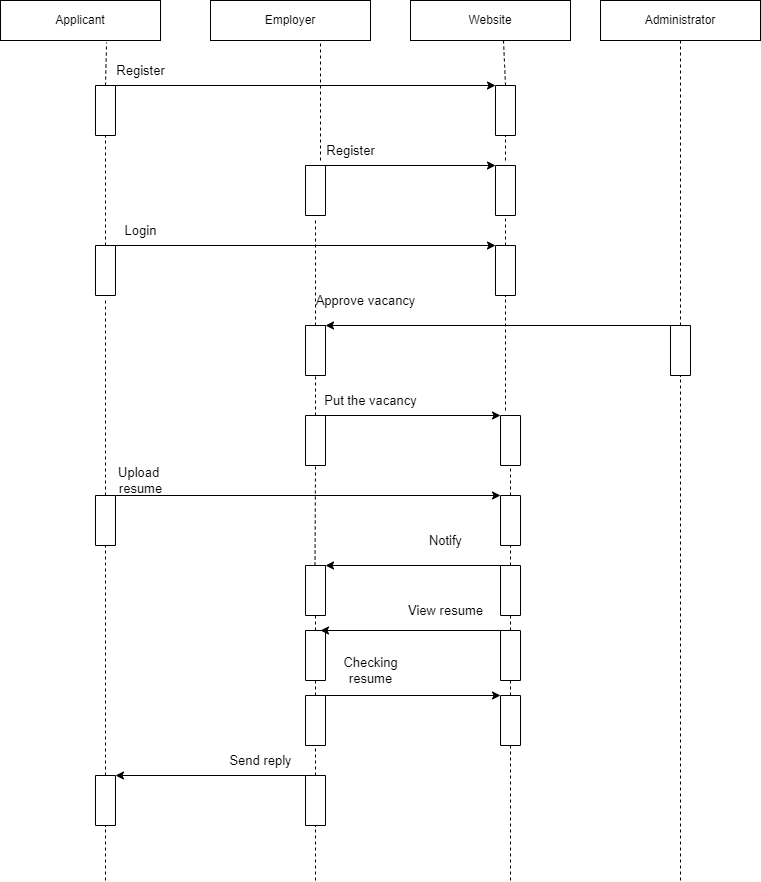 Applicant
Employer
Website
Administrator
Register
Register
Login
Approve vacancy
Put the vacancy
Upload
resume
Notify
View resume
Checking
resume
Send reply